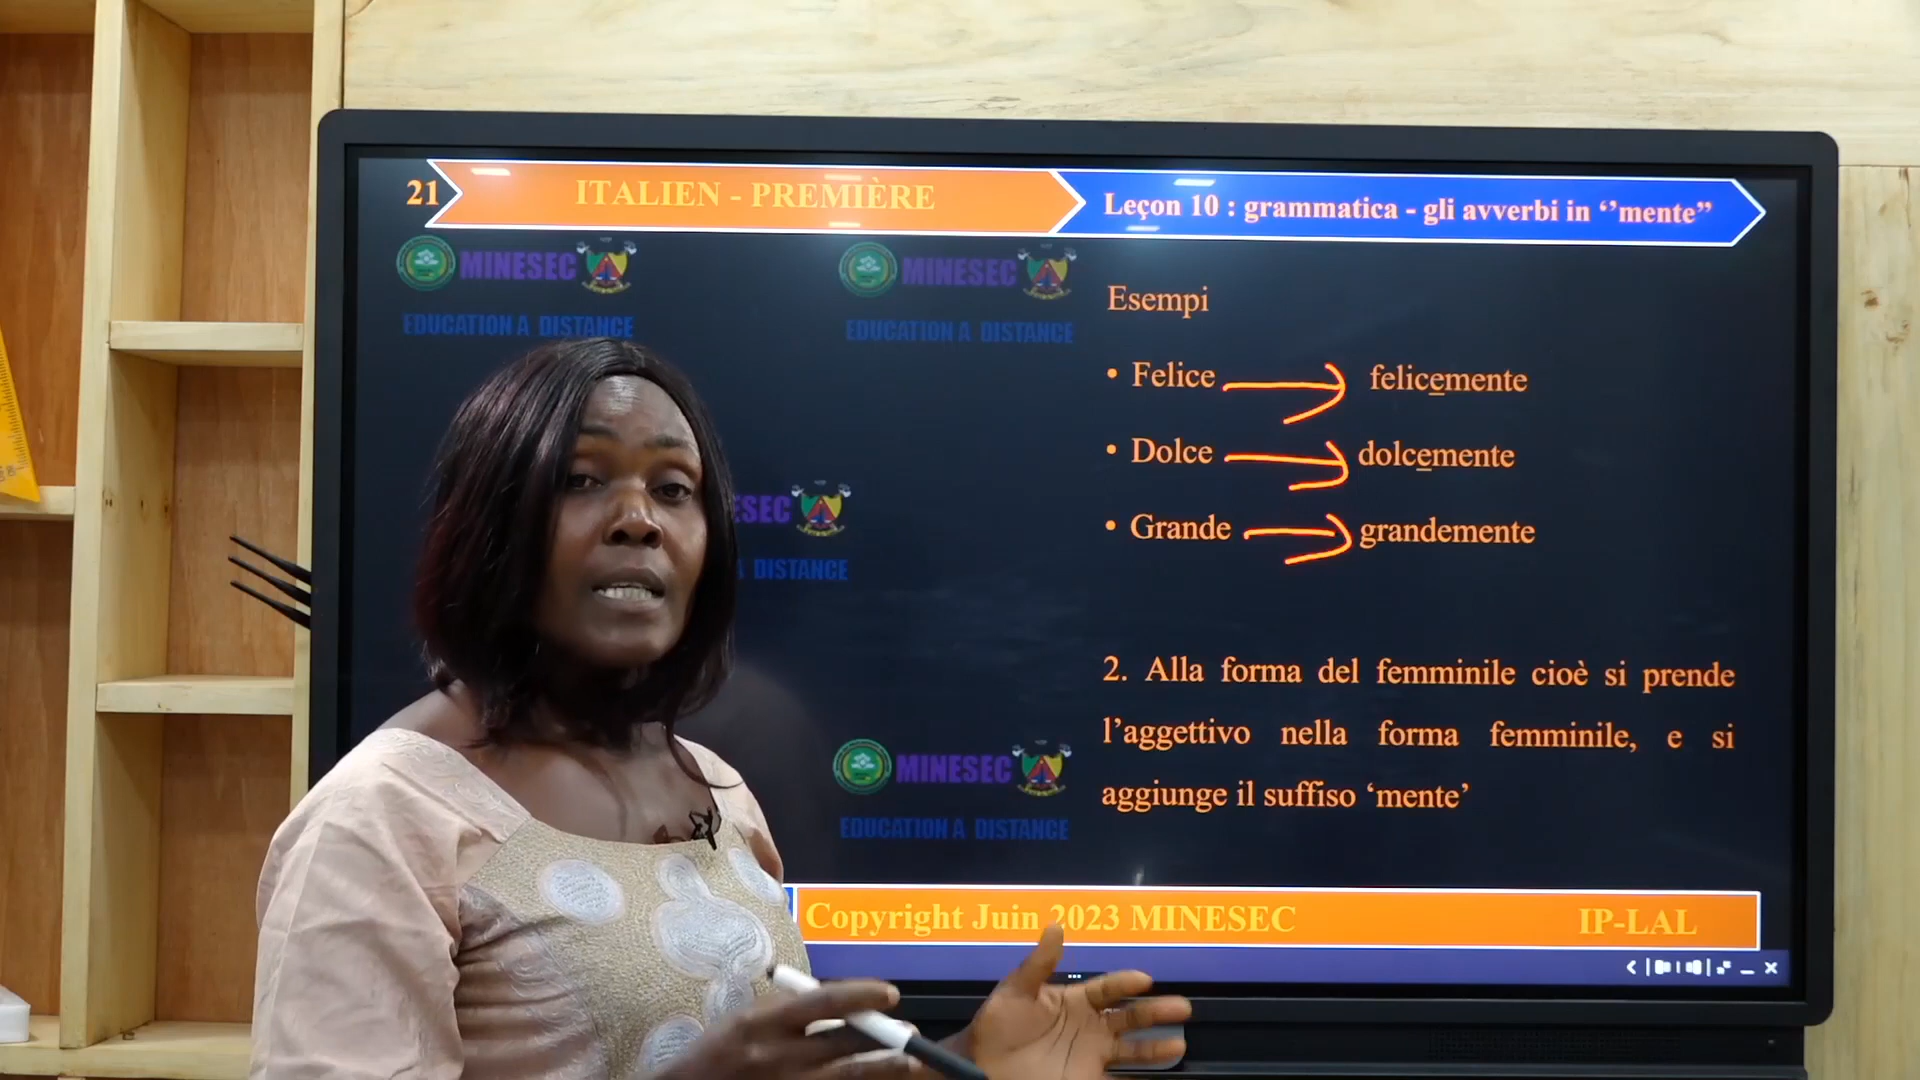 21
ITALIEN - PREMIÈRE
Leçon 10 : grammatica - gli avverbi in ‘’mente”
MINESEC
EDUCATION A DISTANCE
MINESEC
EDUCATION A DISTANCE
Esempi
• Felice felicemente
• Dolce dolcemente
• Grande grandemente
ESEC
DISTANCE
2. Alla forma del femminile cioè si prende
l’aggettivo nella forma femminile, e si
aggiunge il suffiso ‘mente’
MINESEC
EDUCATION A DISTANCE
Copyright Juin 2023 MINESEC
IP-LAL